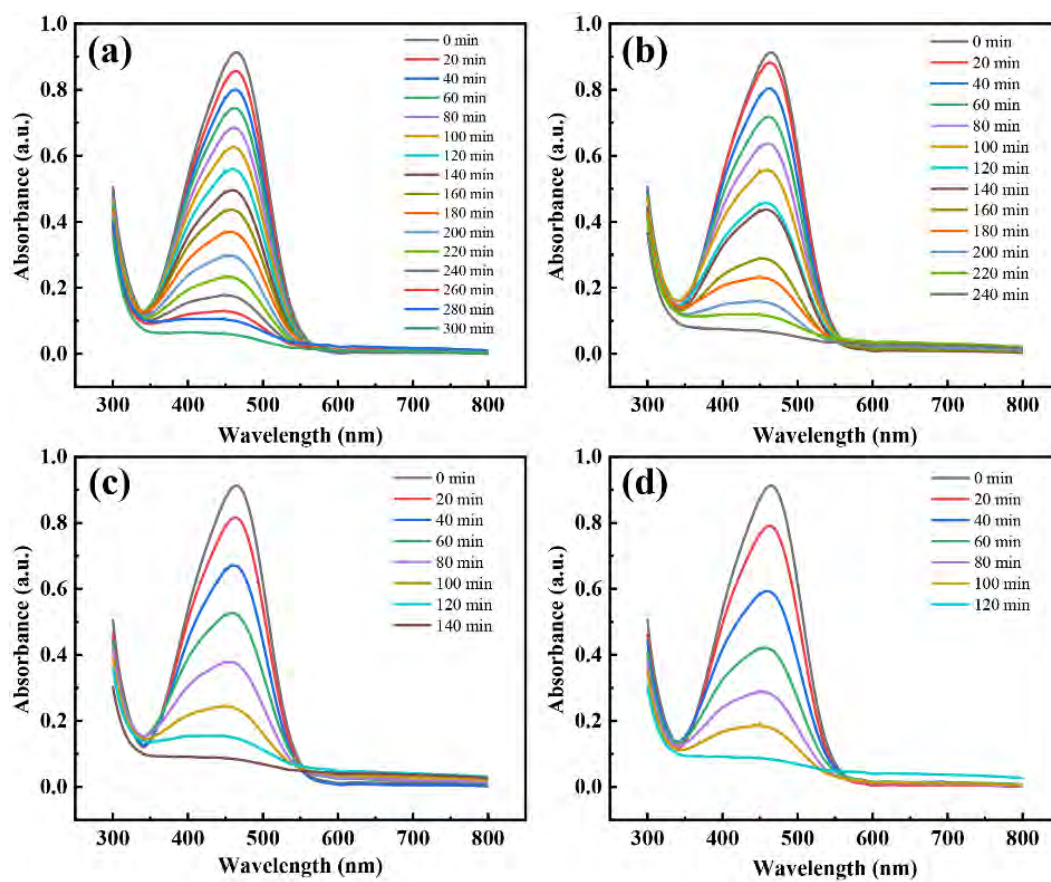 (a)
Absorbance (a.u.)
1.0
0.8
0.6
0.4
0.2
0.0
300 400 500 600 700 800
Wavelength (nm)
0 min
20 min
40 min
60 min
80 min
100 min
120 min
140 min
160 min
180 min
200 min
220 min
240 min
260 min
280 min
300 min
(b)
Absorbance (a.u.)
1.0
0.8
0.6
0.4
0.2
0.0
300 400 500 600 700 800
Wavelength (nm)
0 min
20 min
40 min
60 min
80 min
100 min
120 min
140 min
160 min
180 min
200 min
220 min
240 min
(c)
Absorbance (a.u.)
1.0
0.8
0.6
0.4
0.2
0.0
300 400 500 600 700 800
Wavelength (nm)
0 min
20 min
40 min
60 min
80 min
100 min
120 min
140 min
(d)
Absorbance (a.u.)
1.0
0.8
0.6
0.4
0.2
0.0
300 400 500 600 700 800
Wavelength (nm)
0 min
20 min
40 min
60 min
80 min
100 min
120 min